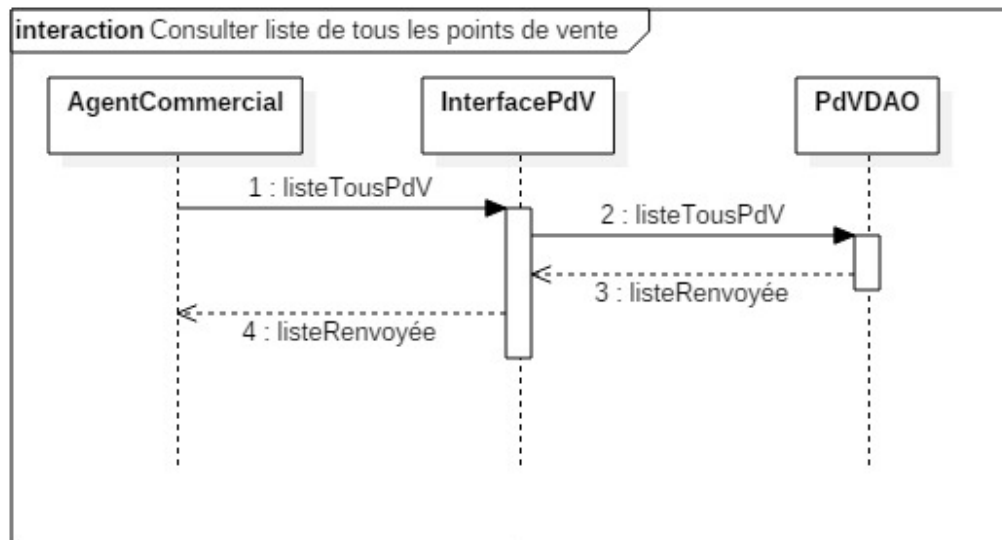 interaction Consulter liste de tous les points de vente
AgentCommercial
InterfacePdV
PdVDAO
1 : listeTousPdV
2 : listeTousPdV
3 : listeRenvoyée
4 : listeRenvoyée